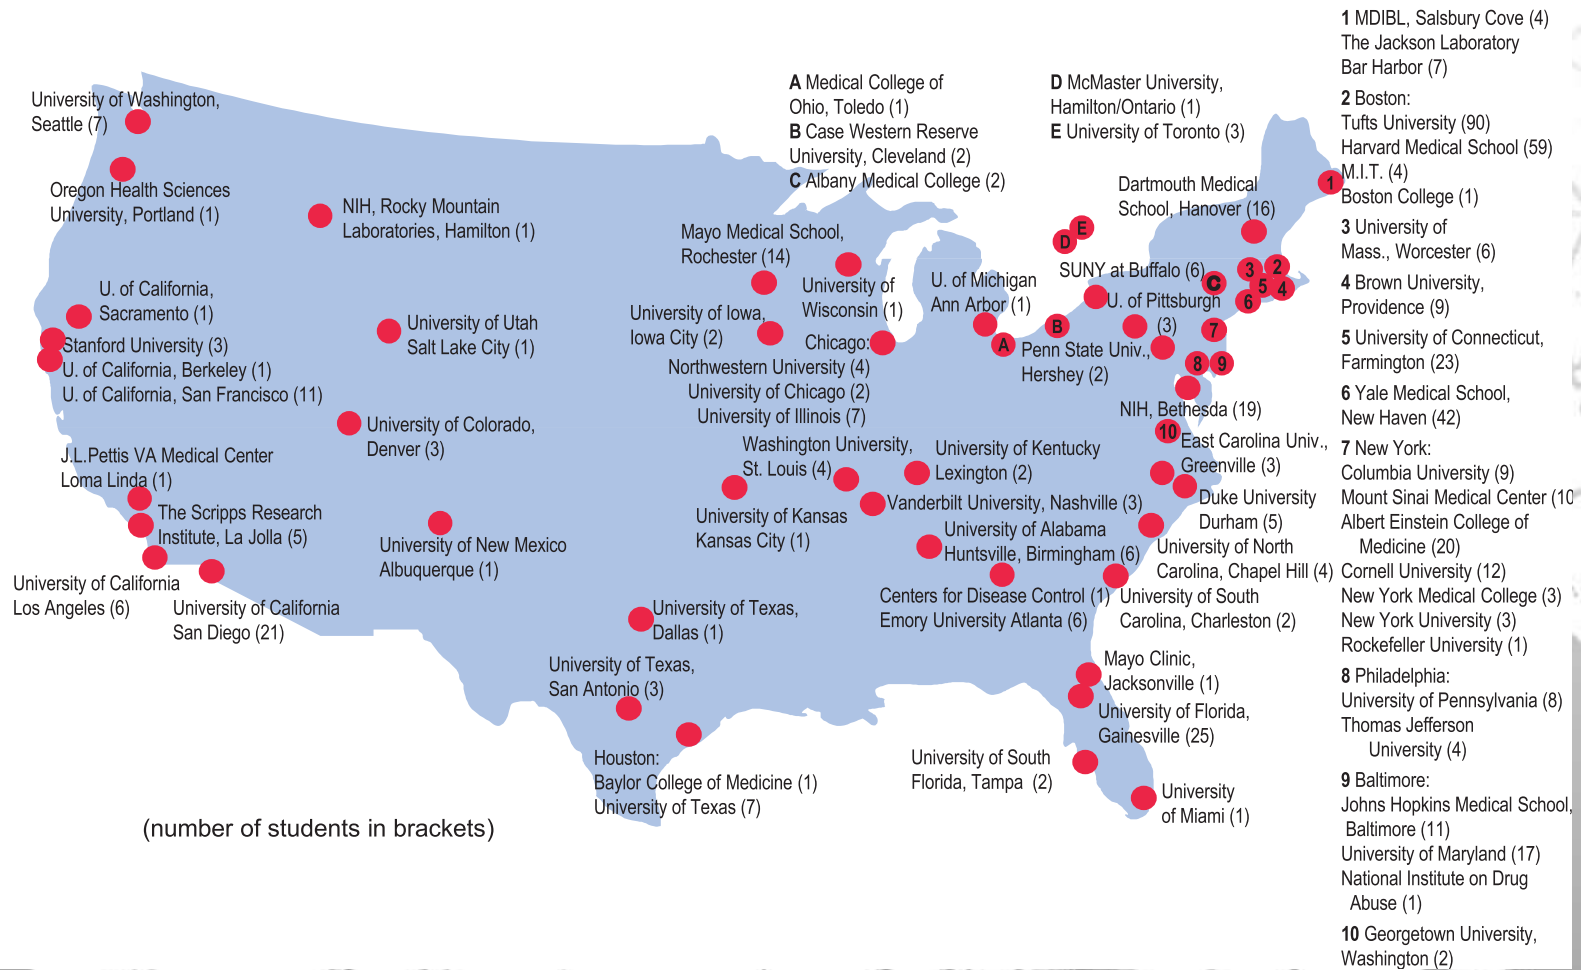 University of Washington,
Seattle (7)
Oregon Health Sciences
University, Portland (1)
NIH, Rocky Mountain
Laboratories, Hamilton (1)
U. of California,
Sacramento (1)
Stanford University (3)
U. of California, Berkeley (1)
U. of California, San Francisco (11)
University of Utah
Salt Lake City (1)
University of Colorado,
Denver (3)
J.L.Pettis VA Medical Center
Loma Linda (1)
The Scripps Research
Institute, La Jolla (5)
University of California
Los Angeles (6)
University of California
San Diego (21)
University of New Mexico
Albuquerque (1)
A Medical College of
Ohio, Toledo (1)
B Case Western Reserve
University, Cleveland (2)
C Albany Medical College (2)
D McMaster University,
Hamilton/Ontario (1)
E University of Toronto (3)
Mayo Medical School,
Rochester (14)
University of
Wisconsin (1)
University of Iowa,
Iowa City (2)
Chicago:
Northwestern University (4)
University of Chicago (2)
University of Illinois (7)
U. of Michigan
Ann Arbor (1)
Dartmouth Medical
School, Hanover (16)
SUNY at Buffalo (6)
U. of Pittsburgh
(3)
Penn State Univ.,
Hershey (2)
NIH, Bethesda (19)
E
D
C
B
A
1
2
3
4
5
6
7
8
9
10
Washington University,
St. Louis (4)
University of Kentucky
Lexington (2)
East Carolina Univ.,
Greenville (3)
University of Kansas
Kansas City (1)
Vanderbilt University, Nashville (3)
Duke University
Durham (5)
University of Alabama
Huntsville, Birmingham (6)
University of North
Carolina, Chapel Hill (4)
Centers for Disease Control (1)
Emory University Atlanta (6)
University of South
Carolina, Charleston (2)
University of Texas,
Dallas (1)
University of Texas,
San Antonio (3)
Houston:
Baylor College of Medicine (1)
University of Texas (7)
Mayo Clinic,
Jacksonville (1)
University of Florida,
Gainesville (25)
University of South
Florida, Tampa (2)
University
of Miami (1)
(number of students in brackets)
1 MDIBL, Salsbury Cove (4)
The Jackson Laboratory
Bar Harbor (7)
2 Boston:
Tufts University (90)
Harvard Medical School (59)
M.I.T. (4)
Boston College (1)
3 University of
Mass., Worcester (6)
4 Brown University,
Providence (9)
5 University of Connecticut,
Farmington (23)
6 Yale Medical School,
New Haven (42)
7 New York:
Columbia University (9)
Mount Sinai Medical Center (10
Albert Einstein College of
Medicine (20)
Cornell University (12)
New York Medical College (3)
New York University (3)
Rockefeller University (1)
8 Philadelphia:
University of Pennsylvania (8)
Thomas Jefferson
University (4)
9 Baltimore:
Johns Hopkins Medical School,
Baltimore (11)
University of Maryland (17)
National Institute on Drug
Abuse (1)
10 Georgetown University,
Washington (2)